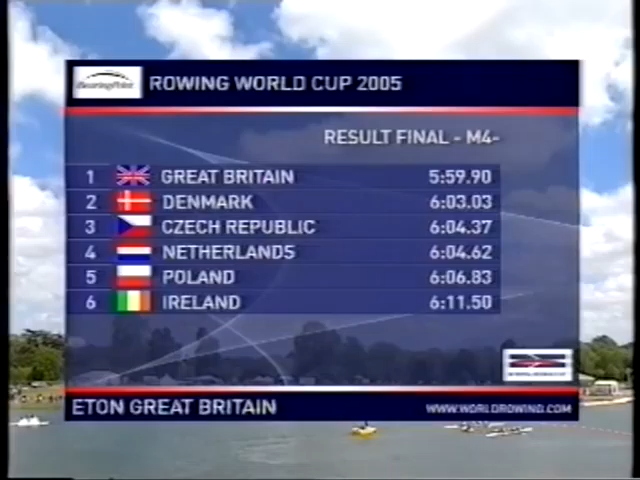 BearingPoint
ROWING WORLD CUP 2005
RESULT FINAL - M4-
1 GREAT BRITAIN 5:59.90
2 DENMARK 6:03.03
3 CZECH REPUBLIC 6:04.37
4 NETHERLANDS 6:04.62
5 POLAND 6:06.83
6 IRELAND 6:11.50
ETON GREAT BRITAIN
WWW.WORLDROWING.COM